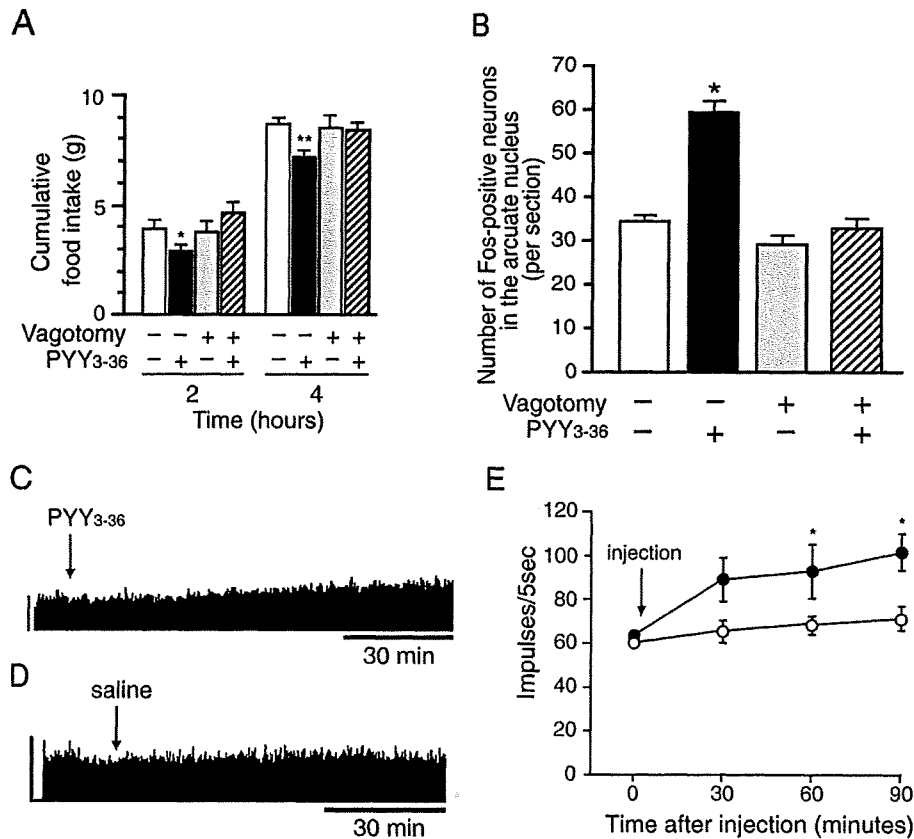 A
Cumulative
food intake (g)
10
5
0
*
**
Vagotomy − − + + − − + +
PYY3-36 − + − + − + − +
2 4
Time (hours)
B
Number of Fos-positive neurons
in the arcuate nucleus
(per section)
70
60
50
40
30
20
10
0
*
Vagotomy − − + +
PYY3-36 − + − +
C
PYY3-36
30 min
D
saline
30 min
E
Impulses/5sec
120
100
80
60
40
20
0
injection
* *
0 30 60 90
Time after injection (minutes)